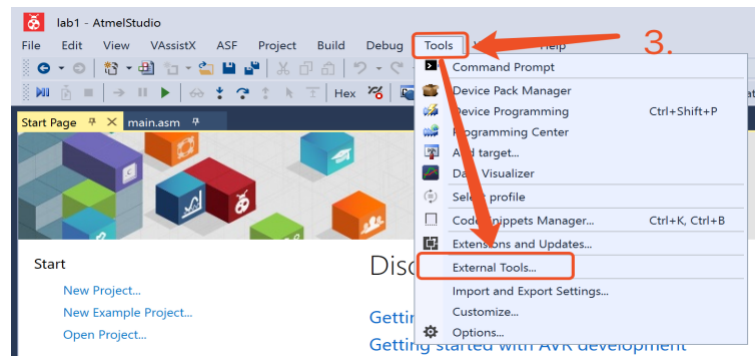 lab1 - AtmelStudio
File Edit View VAssistX ASF Project Build Debug Tools Help
3.
Hex
Start Page main.asm
Command Prompt
Device Pack Manager
Device Programming Ctrl+Shift+P
Programming Center
Add target...
Data Visualizer
Select profile
Code Snippets Manager... Ctrl+K, Ctrl+B
Extensions and Updates...
External Tools...
Import and Export Settings...
Customize...
Options...
Start
New Project...
New Example Project...
Open Project...
Getting started with AVR development